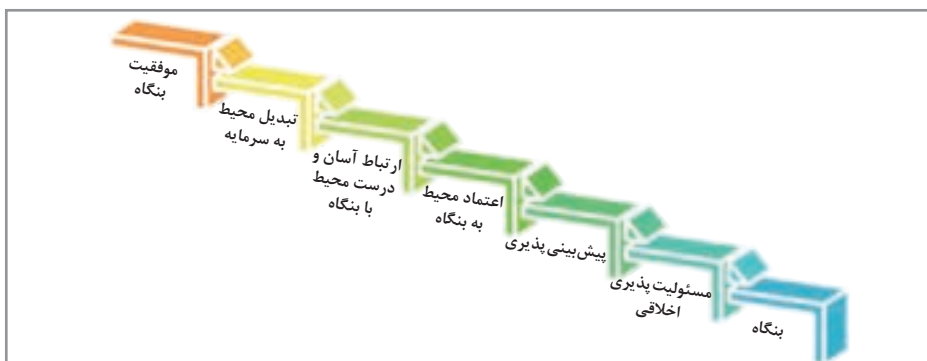 بنگاه
مسئولیت‌پذیری
اخلاقی
پیش‌بینی‌پذیری
اعتماد محیط
به بنگاه
ارتباط آسان و
درست محیط
با بنگاه
تبدیل محیط
به سرمایه
موفقیت
بنگاه